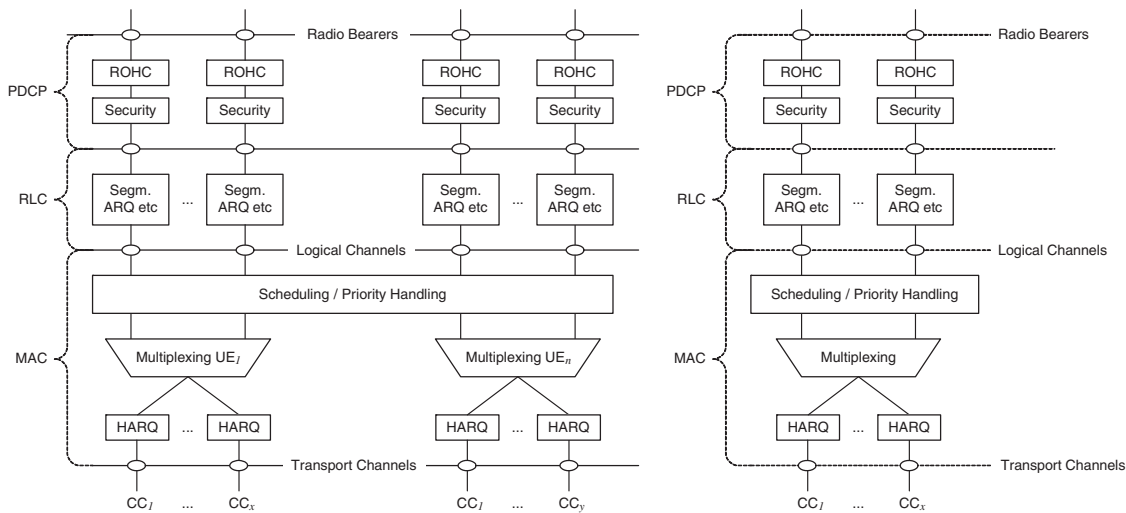 Radio Bearers
Radio Bearers
ROHC ROHC ROHC ROHC ROHC ROHC
PDCP PDCP
Security Security Security Security Security Security
Segm. Segm. Segm. Segm. Segm. Segm.
RLC ... ... RLC ...
ARQ etc ARQ etc ARQ etc ARQ etc ARQ etc ARQ etc
Logical Channels Logical Channels
Scheduling / Priority Handling Scheduling / Priority Handling
MAC Multiplexing UE1 Multiplexing UEn MAC Multiplexing
HARQ ... HARQ HARQ ... HARQ HARQ ... HARQ
Transport Channels Transport Channels
CC1 ... CCx CC1 ... CCy CC1 ... CCx